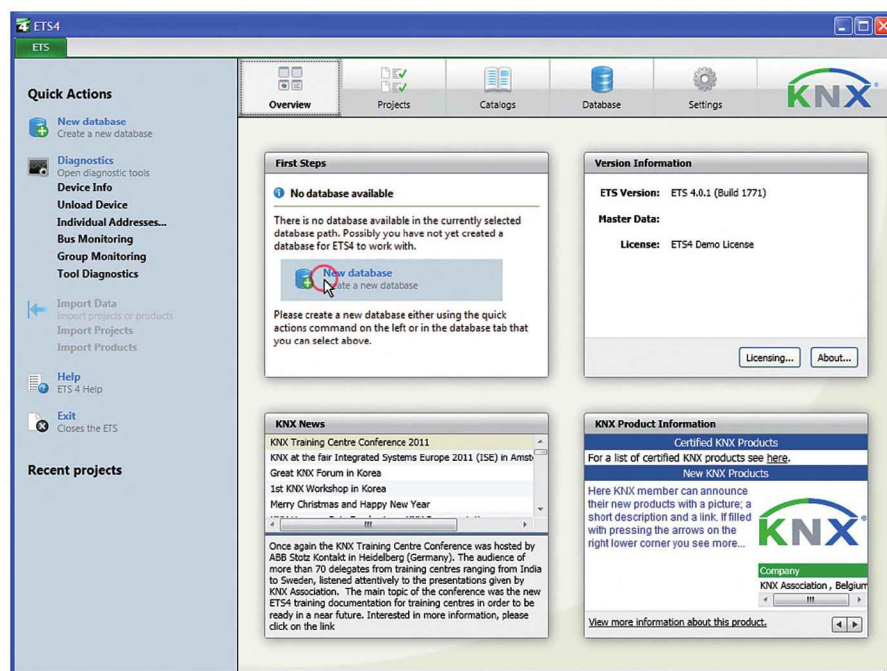 4 ETS4
ETS
Quick Actions
New database
Create a new database
Diagnostics
Open diagnostic tools
Device Info
Unload Device
Individual Addresses...
Bus Monitoring
Group Monitoring
Tool Diagnostics
Import Data
Import projects or products
Import Projects
Import Products
Help
ETS 4 Help
Exit
Closes the ETS
Recent projects
Overview
Projects
Catalogs
Database
Settings
KNX
First Steps
No database available
There is no database available in the currently selected
database path. Possibly you have not yet created a
database for ETS4 to work with.
New database
Create a new database
Please create a new database either using the quick
actions command on the left or in the database tab that
you can select above.
Version Information
ETS Version: ETS 4.0.1 (Build 1771)
Master Data:
License: ETS4 Demo License
Licensing... About...
KNX News
KNX Training Centre Conference 2011
KNX at the fair Integrated Systems Europe 2011 (ISE) in Amst
Great KNX Forum in Korea
1st KNX Workshop in Korea
Merry Christmas and Happy New Year
Once again the KNX Training Centre Conference was hosted by
ABB Stotz Kontakt in Heidelberg (Germany). The audience of
more than 70 delegates from training centres ranging from India
to Sweden, listened attentively to the presentations given by
KNX Association. The main topic of the conference was the new
ETS4 training documentation for training centres in order to be
ready in a near future. Interested in more information, please
click on the link
KNX Product Information
Certified KNX Products
For a list of certified KNX products see here.
New KNX Products
Here KNX member can announce
their new products with a picture; a
short description and a link. If filled
with pressing the arrows on the
right lower corner you see more...
KNX
Company
KNX Association , Belgium
View more information about this product.